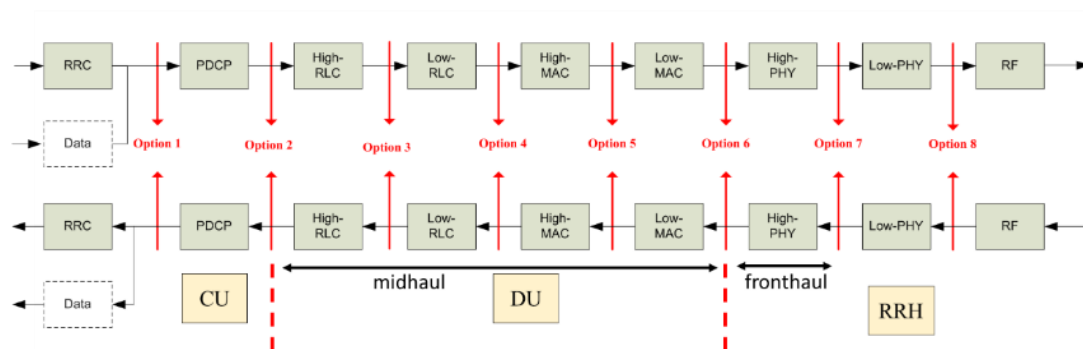 RRC
PDCP
High-
RLC
Low-
RLC
High-
MAC
Low-
MAC
High-
PHY
Low-PHY
RF
Data
Option 1
Option 2
Option 3
Option 4
Option 5
Option 6
Option 7
Option 8
RRC
PDCP
High-
RLC
Low-
RLC
High-
MAC
Low-
MAC
High-
PHY
Low-PHY
RF
Data
CU
midhaul
DU
fronthaul
RRH